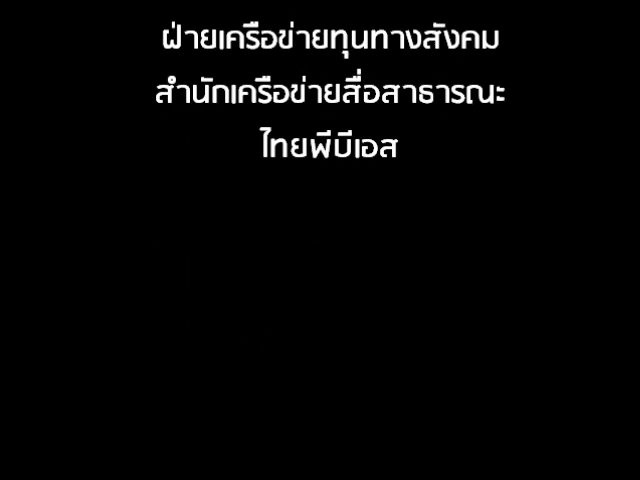 ฝ่ายเครือข่ายทุนทางสังคม
สำนักเครือข่ายสื่อสาธารณะ
ไทยพีบีเอส